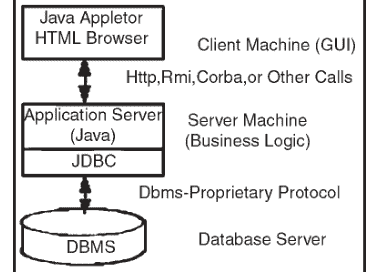 Java Appletor
HTML Browser
Client Machine (GUI)
Http,Rmi,Corba,or Other Calls
Application Server
(Java)
Server Machine
(Business Logic)
JDBC
Dbms-Proprietary Protocol
DBMS
Database Server